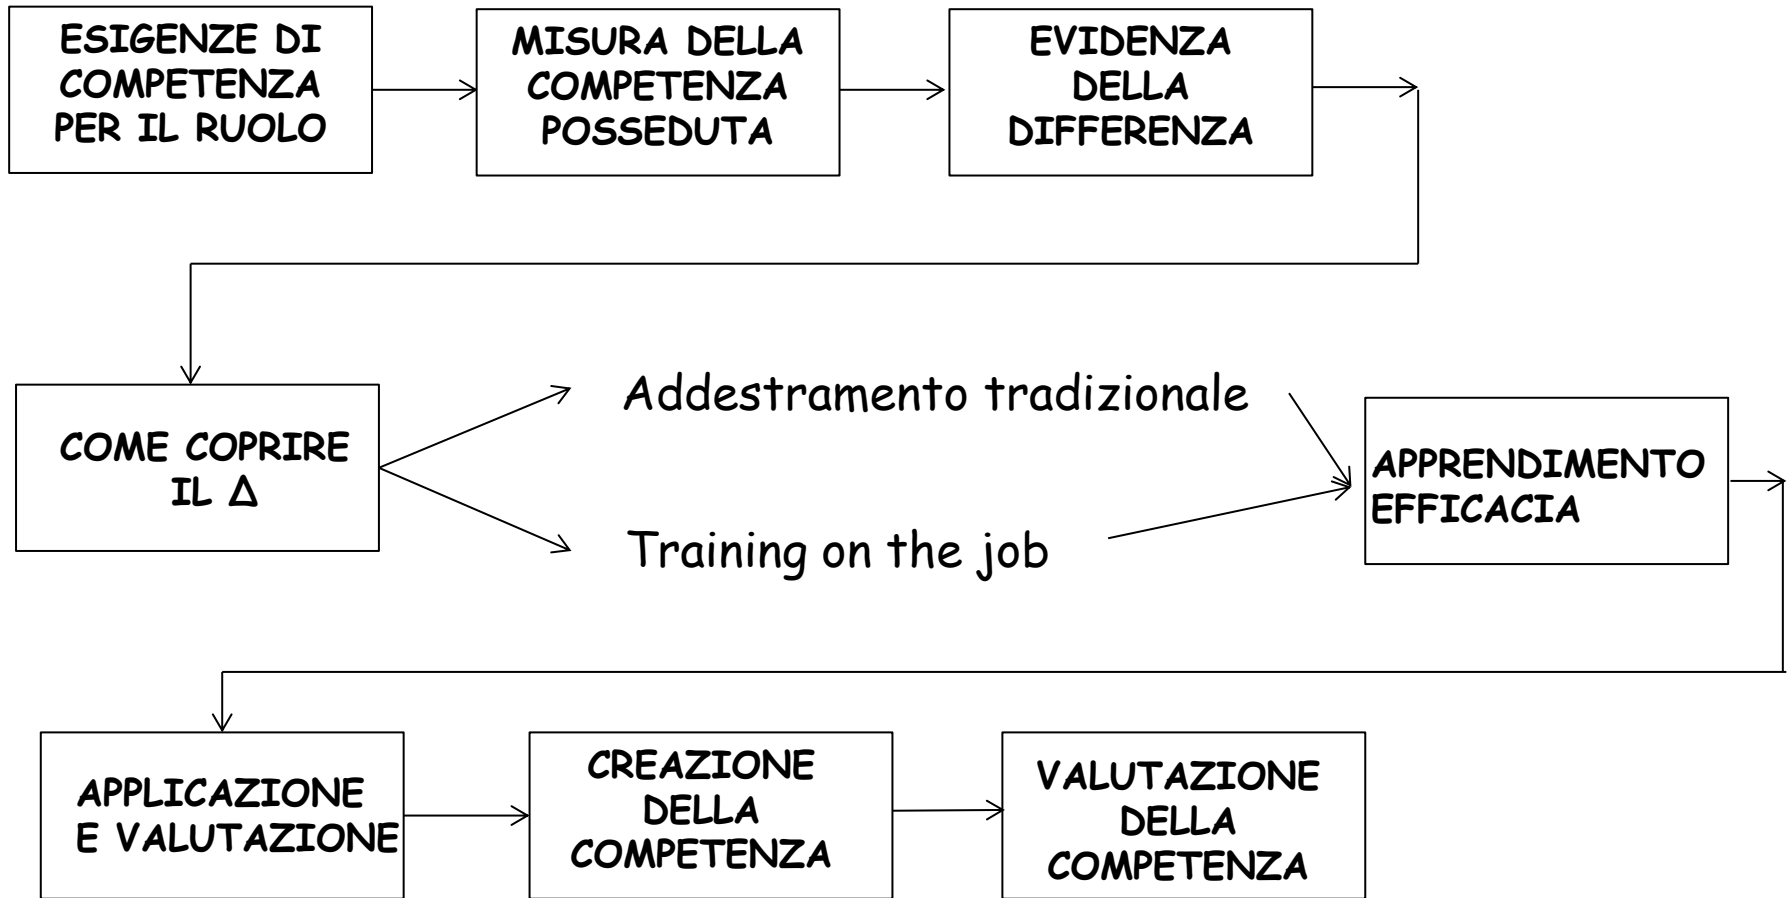 ESIGENZE DI
COMPETENZA
PER IL RUOLO
MISURA DELLA
COMPETENZA
POSSEDUTA
EVIDENZA
DELLA
DIFFERENZA
COME COPRIRE
IL Δ
Addestramento tradizionale
Training on the job
APPRENDIMENTO
EFFICACIA
APPLICAZIONE
E VALUTAZIONE
CREAZIONE
DELLA
COMPETENZA
VALUTAZIONE
DELLA
COMPETENZA